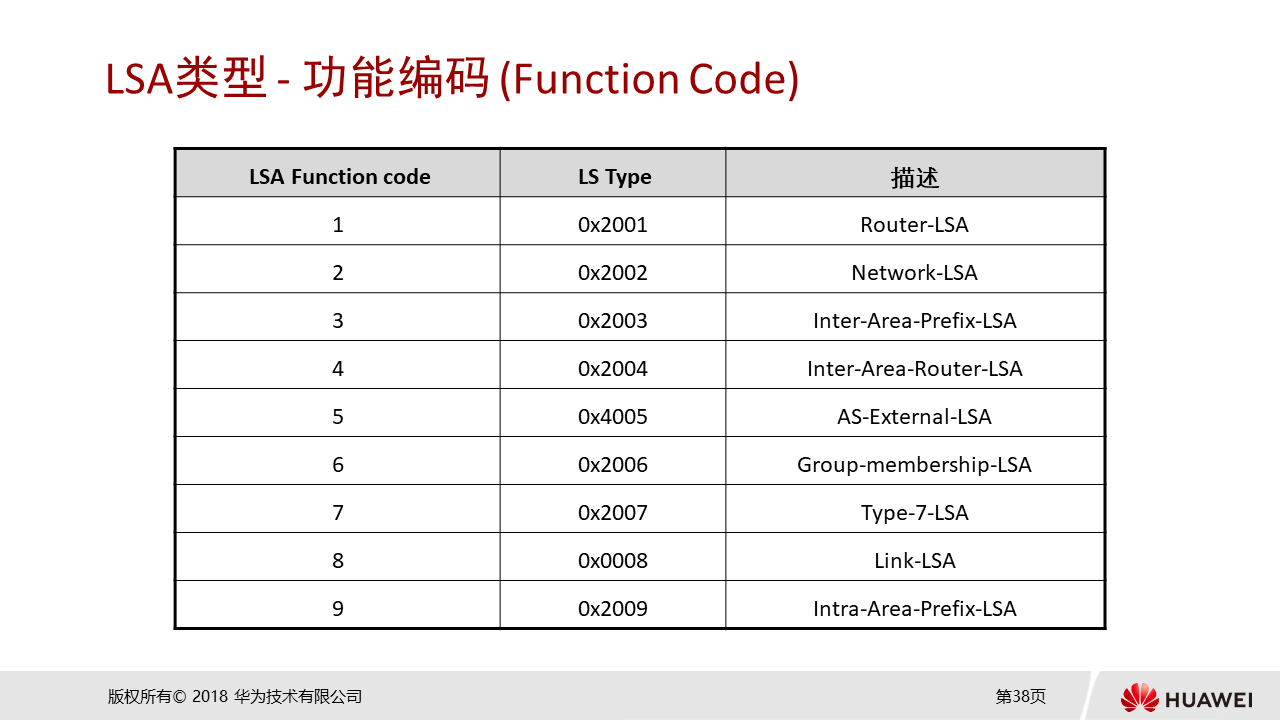 LSA类型 - 功能编码 (Function Code)
LSA Function code LS Type 描述
1 0x2001 Router-LSA
2 0x2002 Network-LSA
3 0x2003 Inter-Area-Prefix-LSA
4 0x2004 Inter-Area-Router-LSA
5 0x4005 AS-External-LSA
6 0x2006 Group-membership-LSA
7 0x2007 Type-7-LSA
8 0x0008 Link-LSA
9 0x2009 Intra-Area-Prefix-LSA
版权所有© 2018 华为技术有限公司 第38页 HUAWEI